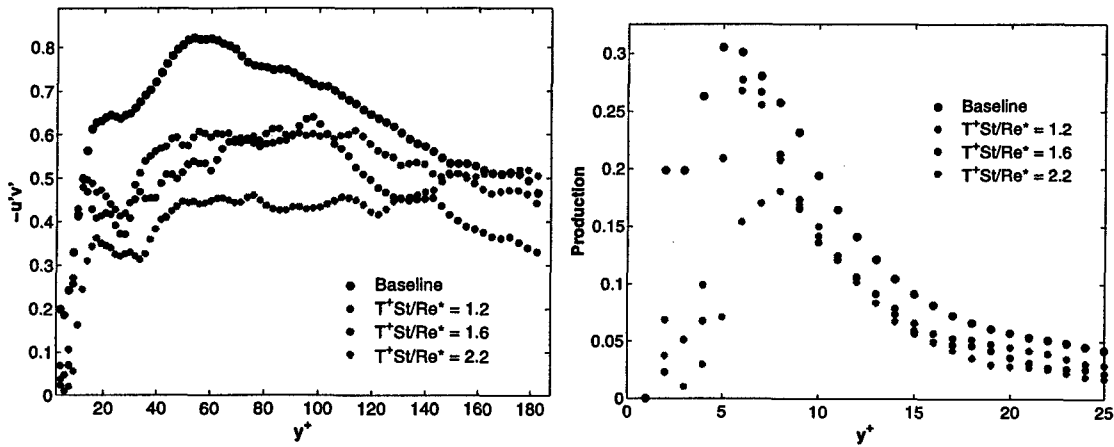 0.8
0.7
0.6
0.5
0.4
0.3
0.2
0.1
0
-u'v'
20 40 60 80 100 120 140 160 180
y+
Baseline
T+St/Re* = 1.2
T+St/Re* = 1.6
T+St/Re* = 2.2
0.3
0.25
0.2
0.15
0.1
0.05
0
Production
0 5 10 15 20 25
y+
Baseline
T+St/Re* = 1.2
T+St/Re* = 1.6
T+St/Re* = 2.2